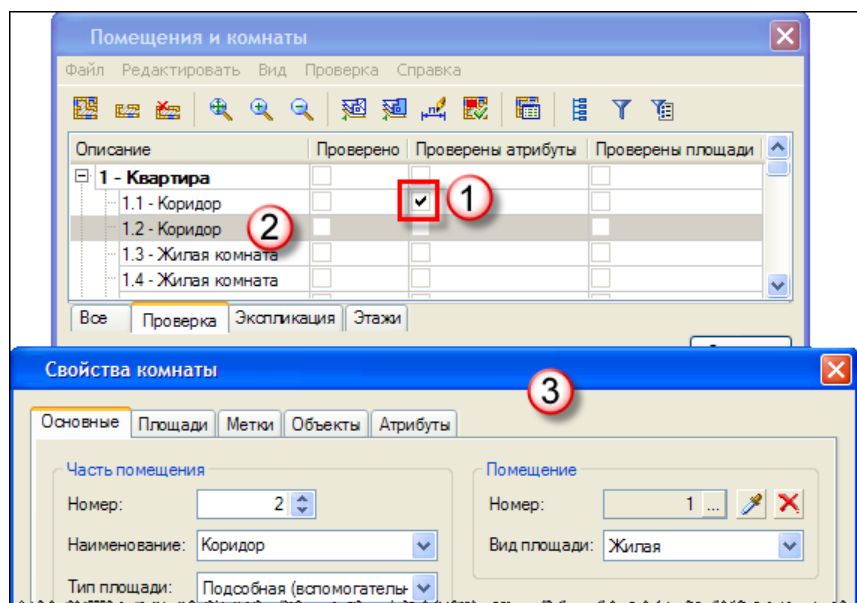 Помещения и комнаты
Файл Редактировать Вид Проверка Справка
Описание Проверено Проверены атрибуты Проверены площади
1 - Квартира
1.1 - Коридор 1
1.2 - Коридор 2
1.3 - Жилая комната
1.4 - Жилая комната
Все Проверка Экспликация Этажи
Свойства комнаты
3
Основные Площади Метки Объекты Атрибуты
Часть помещения Помещение
Номер: 2 Номер: 1 ...
Наименование: Коридор Вид площади: Жилая
Тип площади: Подсобная (вспомогательн